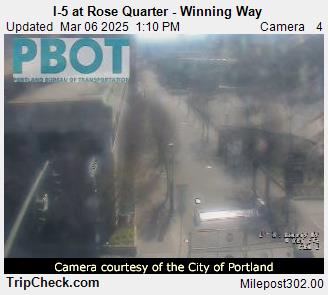 I-5 at Rose Quarter - Winning Way
Updated Mar 06 2025 1:10 PM Camera 4
PBOT
PORTLAND BUREAU OF TRANSPORTATION
Camera courtesy of the City of Portland
TripCheck.com Milepost302.00